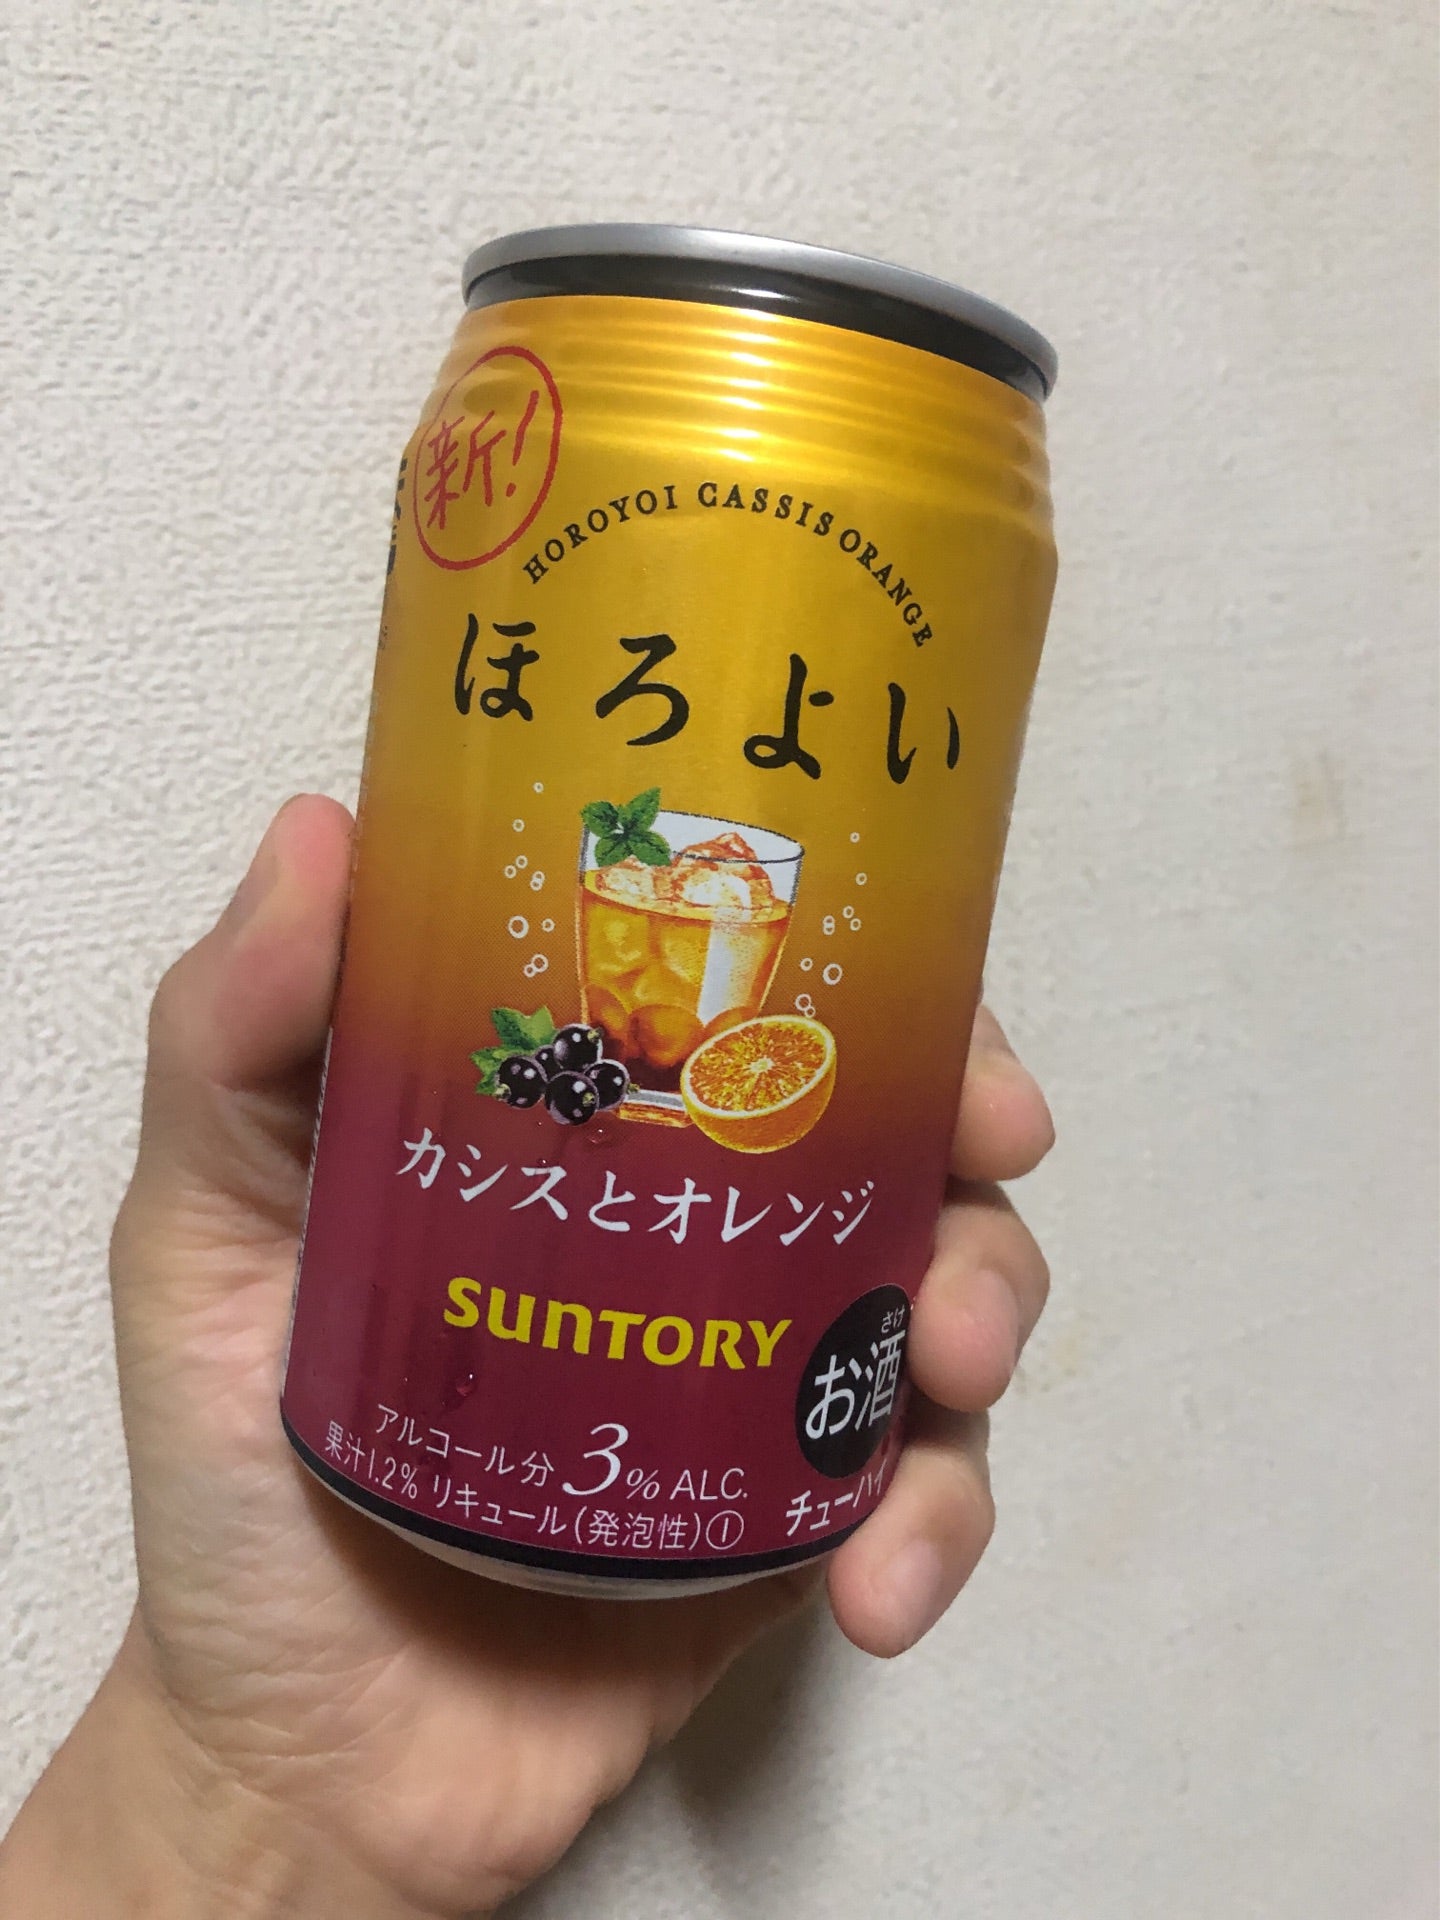 新!
HOROYOI CASSIS ORANGE
ほろよい
カシスとオレンジ
SUNTORY
さけ
お酒
アルコール分 3% ALC.
果汁1.2% リキュール(発泡性)①
チューハイ